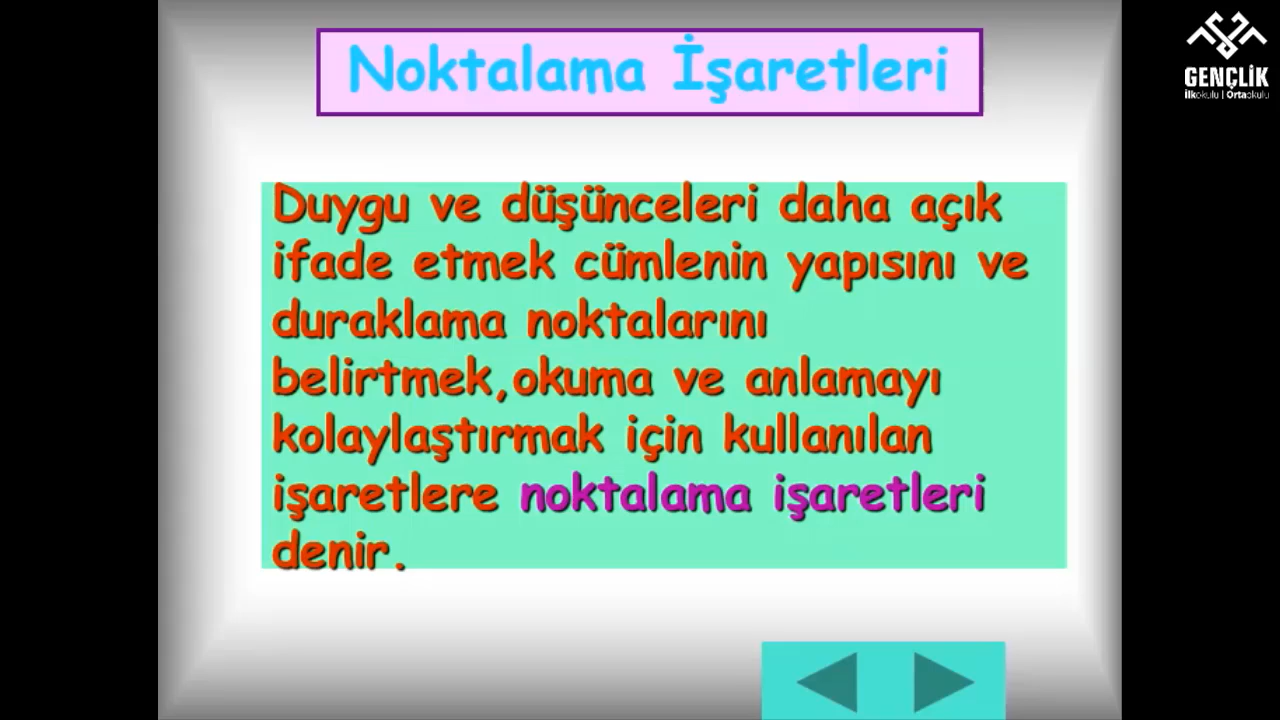 Noktalama İşaretleri
GENÇLİK
İlkokulu | Ortaokulu
Duygu ve düşünceleri daha açık
ifade etmek cümlenin yapısını ve
duraklama noktalarını
belirtmek,okuma ve anlamayı
kolaylaştırmak için kullanılan
işaretlere noktalama işaretleri
denir.